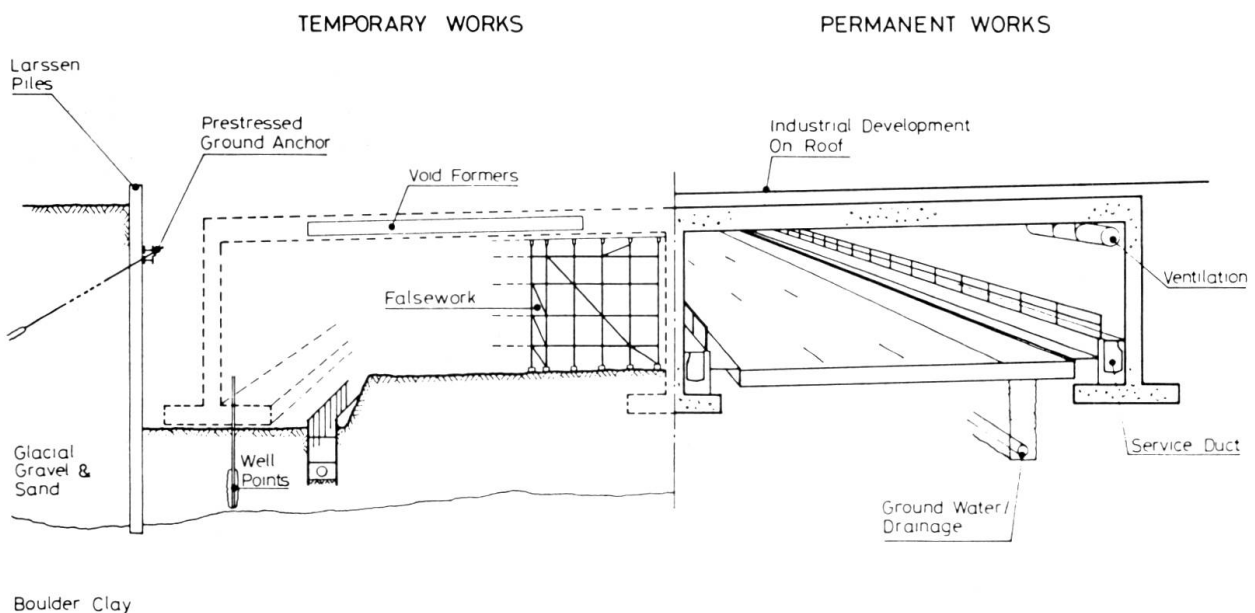 TEMPORARY WORKS
PERMANENT WORKS
Larssen
Piles
Prestressed
Ground Anchor
Industrial Development
On Roof
Void Formers
Falsework
Ventilation
Glacial
Gravel &
Sand
Well
Points
Service Duct
Ground Water/
Drainage
Boulder Clay